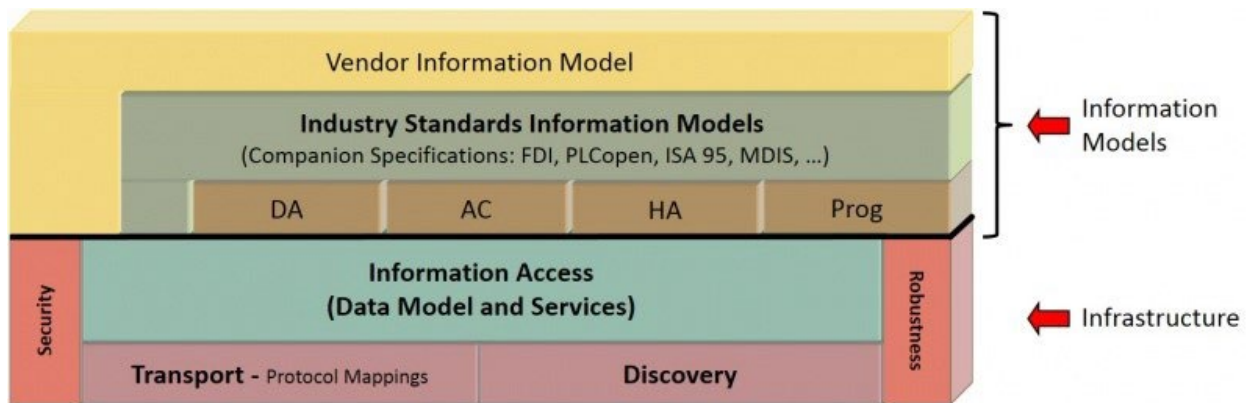 Vendor Information Model
Industry Standards Information Models
(Companion Specifications: FDI, PLCopen, ISA 95, MDIS, ...)
DA
AC
HA
Prog
Information
Models
Security
Information Access
(Data Model and Services)
Robustness
Infrastructure
Transport - Protocol Mappings
Discovery